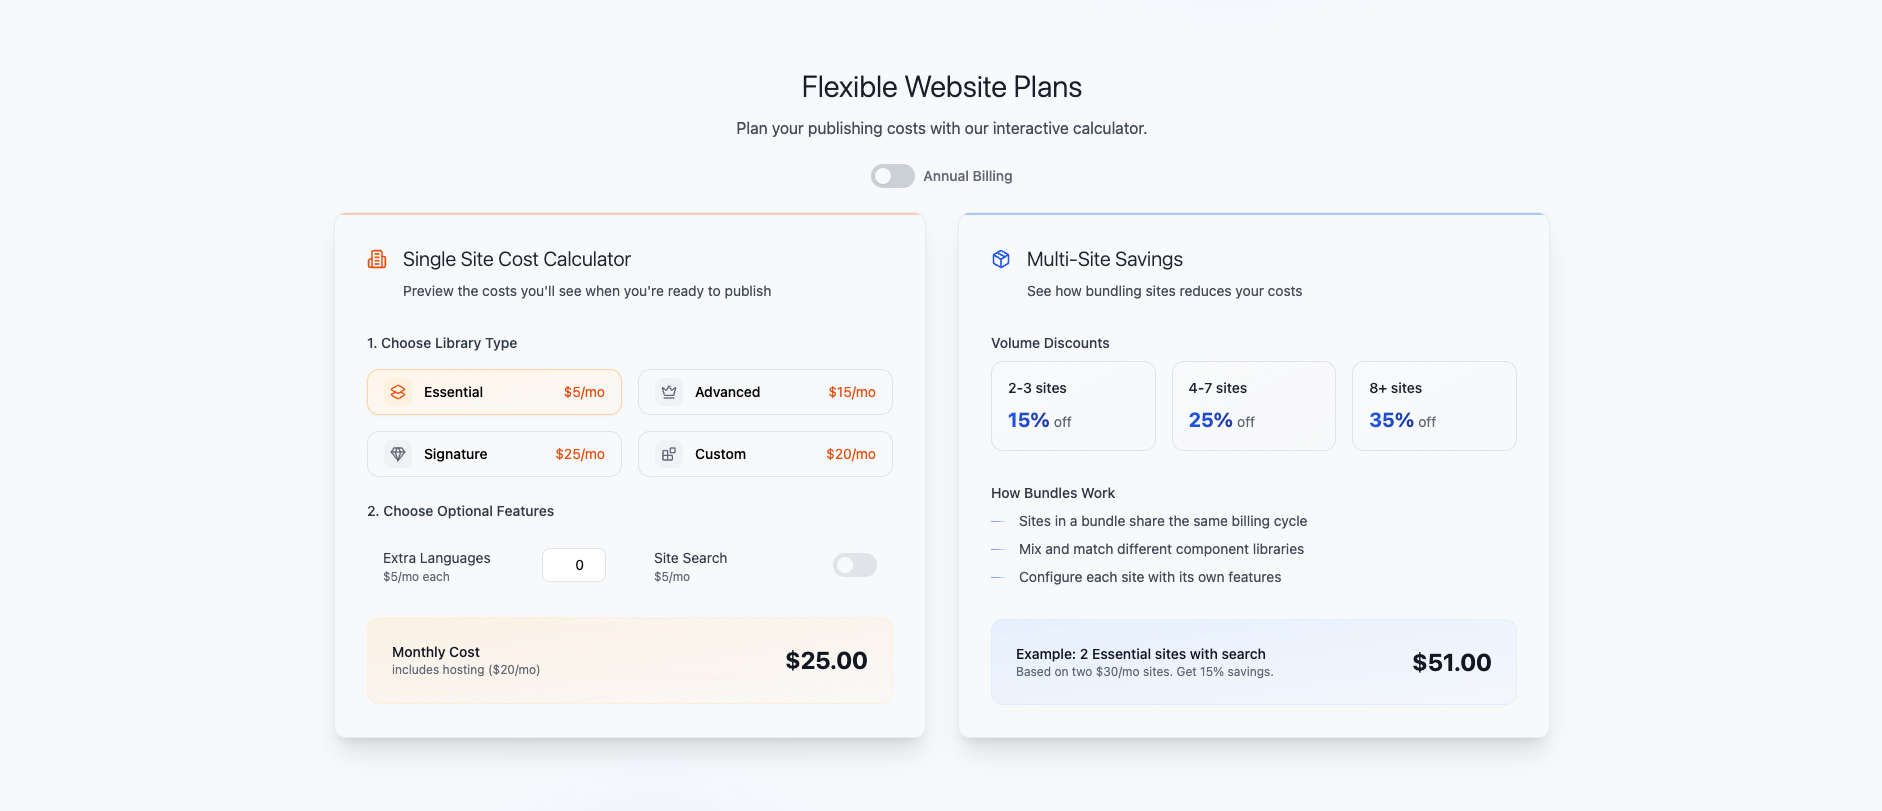 Flexible Website Plans
Plan your publishing costs with our interactive calculator.
Annual Billing
Single Site Cost Calculator
Preview the costs you'll see when you're ready to publish
1. Choose Library Type
Essential $5/mo
Advanced $15/mo
Signature $25/mo
Custom $20/mo
2. Choose Optional Features
Extra Languages
$5/mo each
0
Site Search
$5/mo
Monthly Cost
includes hosting ($20/mo)
$25.00
Multi-Site Savings
See how bundling sites reduces your costs
Volume Discounts
2-3 sites
15% off
4-7 sites
25% off
8+ sites
35% off
How Bundles Work
Sites in a bundle share the same billing cycle
Mix and match different component libraries
Configure each site with its own features
Example: 2 Essential sites with search
Based on two $30/mo sites. Get 15% savings.
$51.00